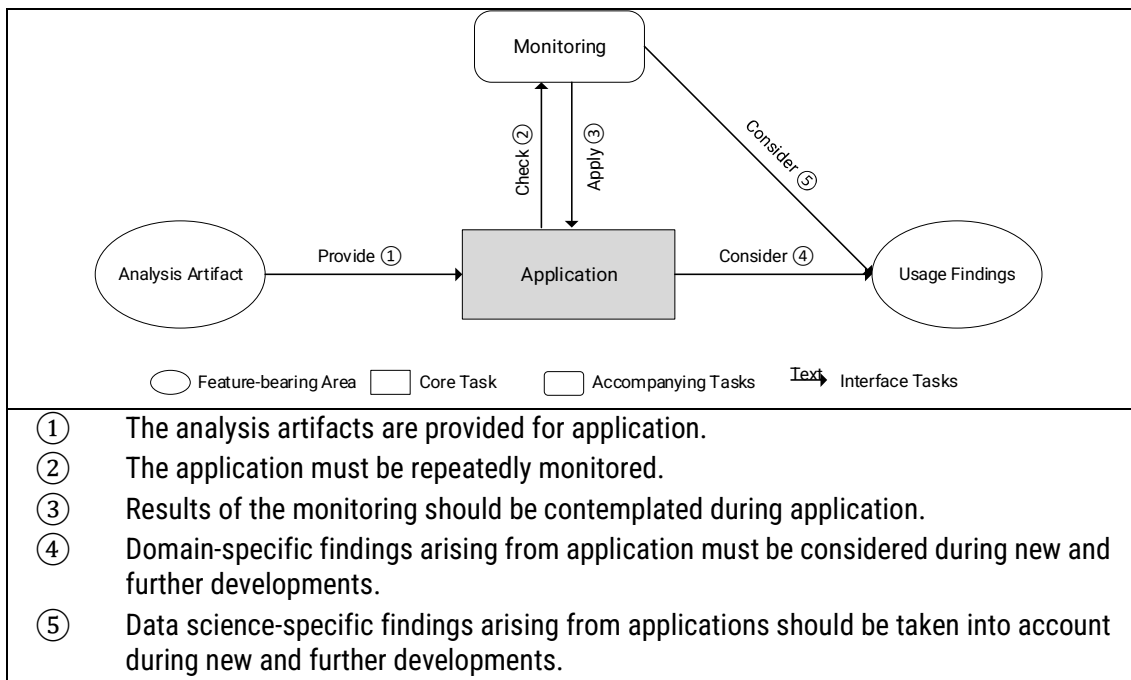 Monitoring
Check ②
Apply ③
Consider ⑤
Analysis Artifact
Provide ①
Application
Consider ④
Usage Findings
Feature-bearing Area
Core Task
Accompanying Tasks
Text
Interface Tasks
① The analysis artifacts are provided for application.
② The application must be repeatedly monitored.
③ Results of the monitoring should be contemplated during application.
④ Domain-specific findings arising from application must be considered during new and
further developments.
⑤ Data science-specific findings arising from applications should be taken into account
during new and further developments.